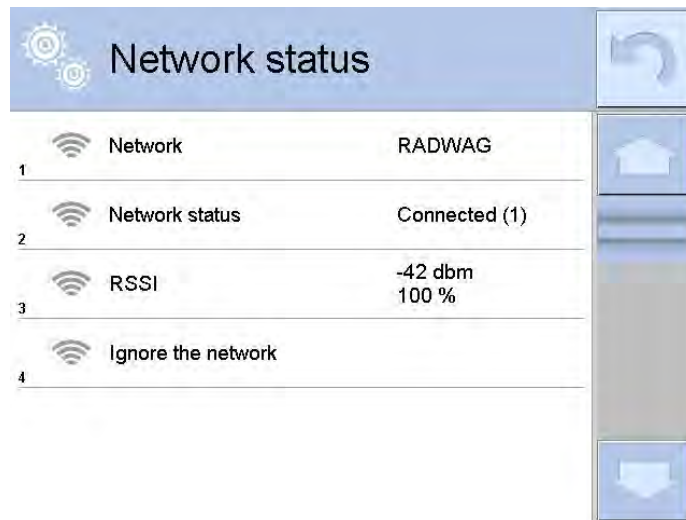 Network status
1 Network RADWAG
2 Network status Connected (1)
3 RSSI -42 dbm
100 %
4 Ignore the network